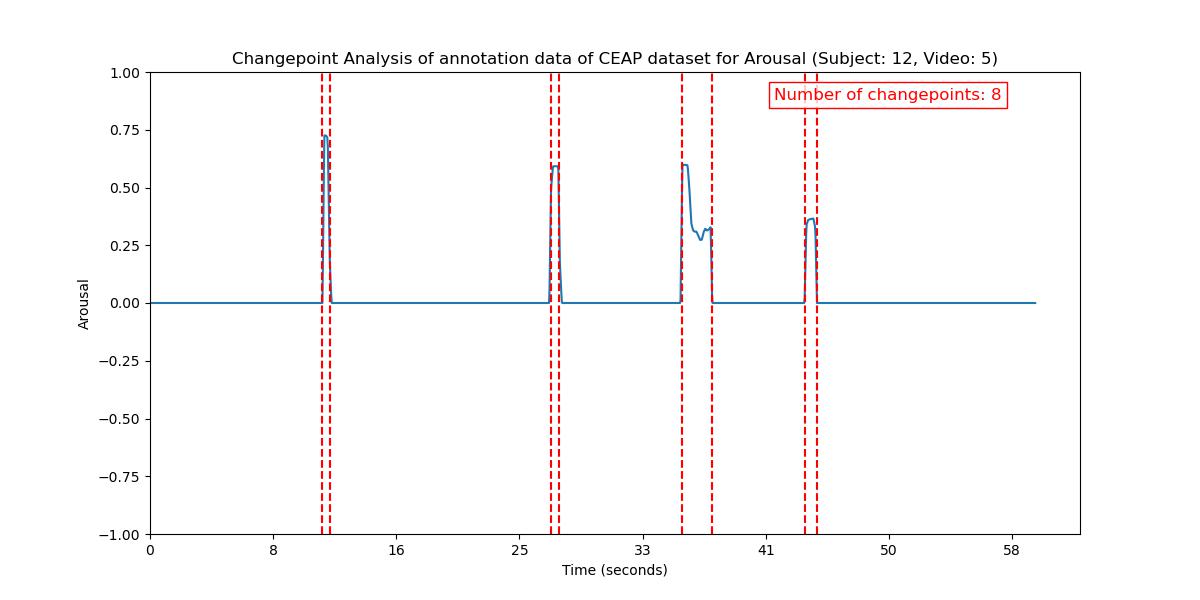 Changepoint Analysis of annotation data of CEAP dataset for Arousal (Subject: 12, Video: 5)
Number of changepoints: 8
1.00
0.75
0.50
0.25
0.00
−0.25
−0.50
−0.75
−1.00
Arousal
0 8 16 25 33 41 50 58
Time (seconds)